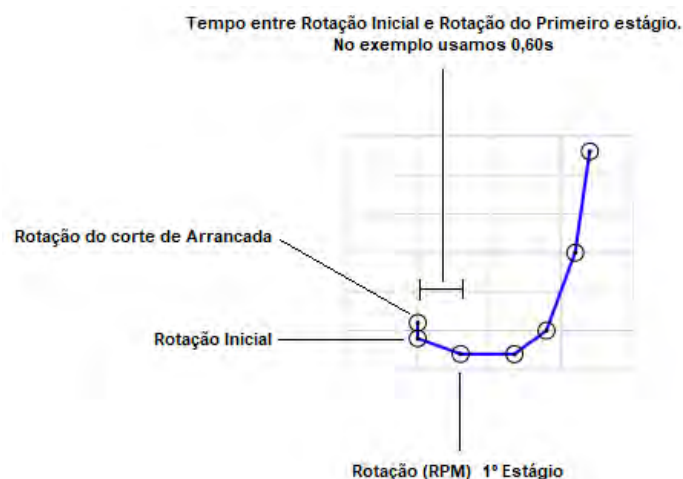 Tempo entre Rotação Inicial e Rotação do Primeiro estágio.
No exemplo usamos 0,60s
Rotação do corte de Arrancada
Rotação Inicial
Rotação (RPM) 1º Estágio